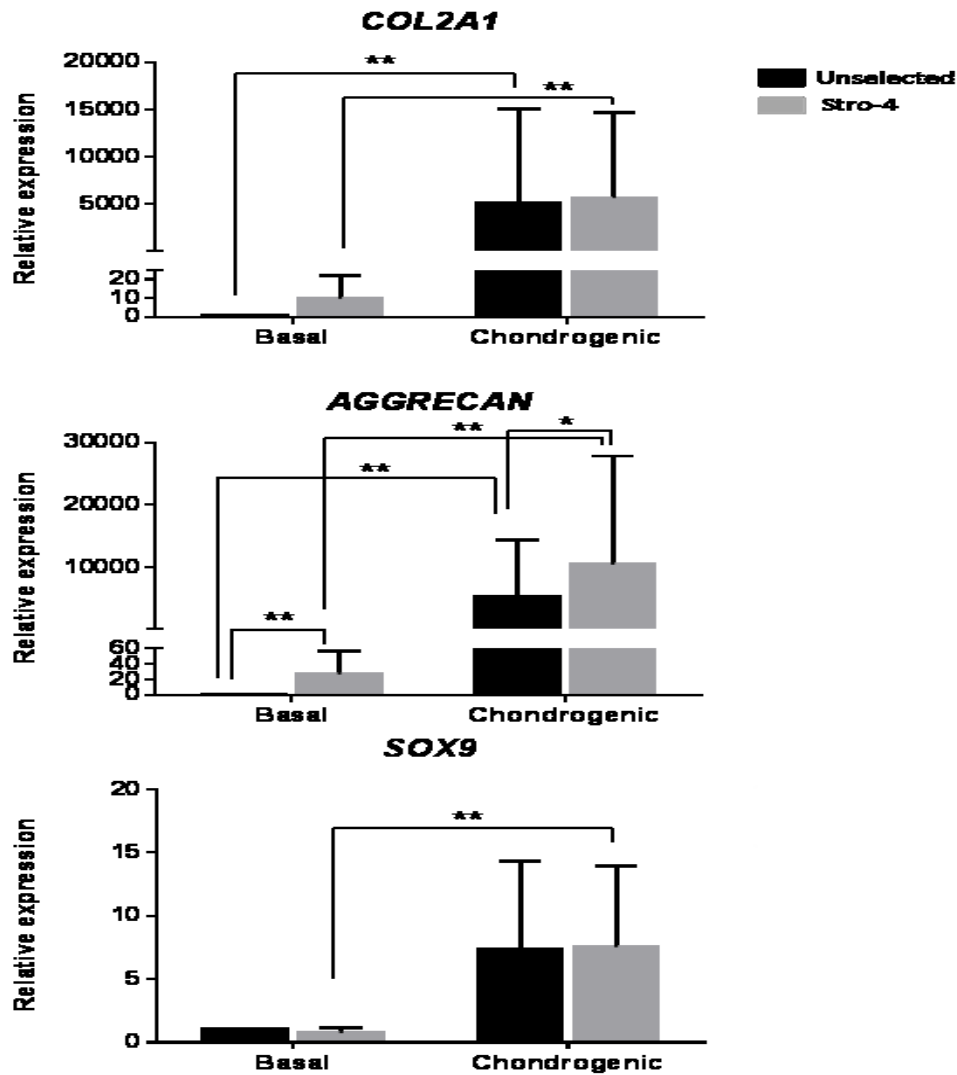 COL2A1
Unselected
Stro-4
Relative expression
20000
15000
10000
5000
20
10
0
**
**
Basal
Chondrogenic
AGGRECAN
Relative expression
30000
20000
10000
60
40
20
0
**
*
**
**
Basal
Chondrogenic
SOX9
Relative expression
20
15
10
5
0
**
Basal
Chondrogenic